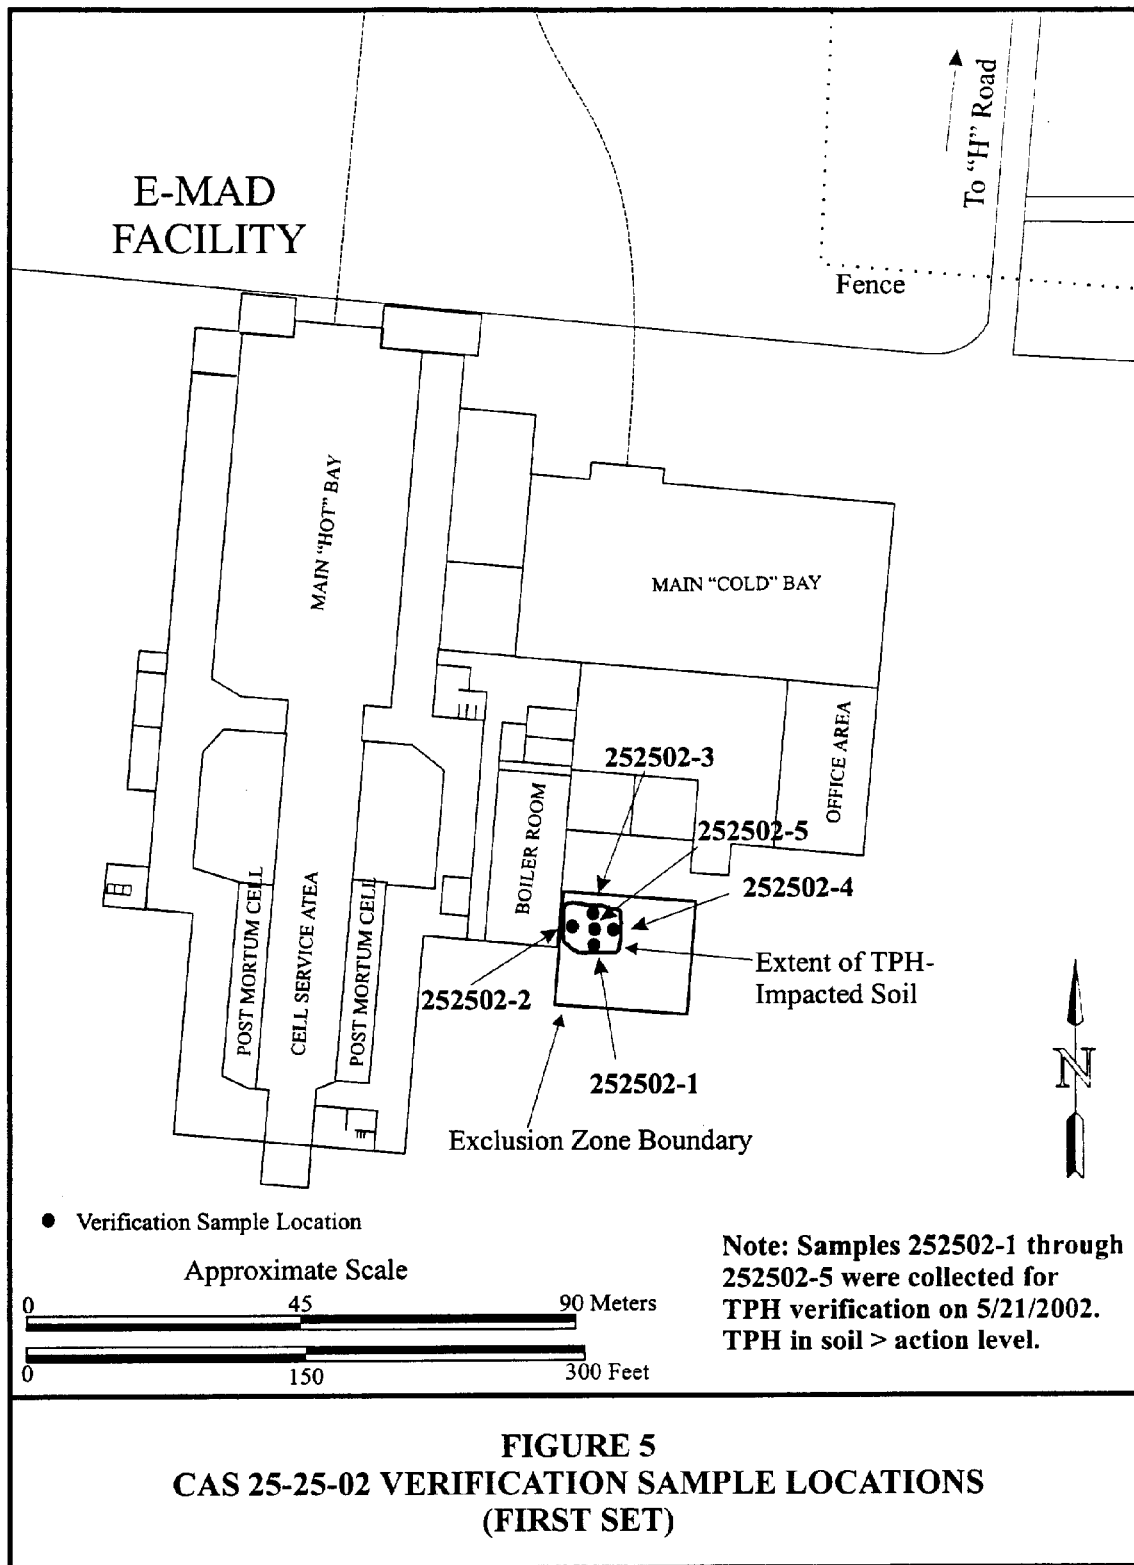 E-MAD
FACILITY
To "H" Road
Fence
MAIN "HOT" BAY
MAIN "COLD" BAY
OFFICE AREA
252502-3
252502-5
BOILER ROOM
252502-4
POST MORTUM CELL
CELL SERVICE ATEA
POST MORTUM CELL
252502-2
Extent of TPH-
Impacted Soil
252502-1
Exclusion Zone Boundary
N
Verification Sample Location
Approximate Scale
0 45 90 Meters
0 150 300 Feet
Note: Samples 252502-1 through
252502-5 were collected for
TPH verification on 5/21/2002.
TPH in soil > action level.
FIGURE 5
CAS 25-25-02 VERIFICATION SAMPLE LOCATIONS
(FIRST SET)